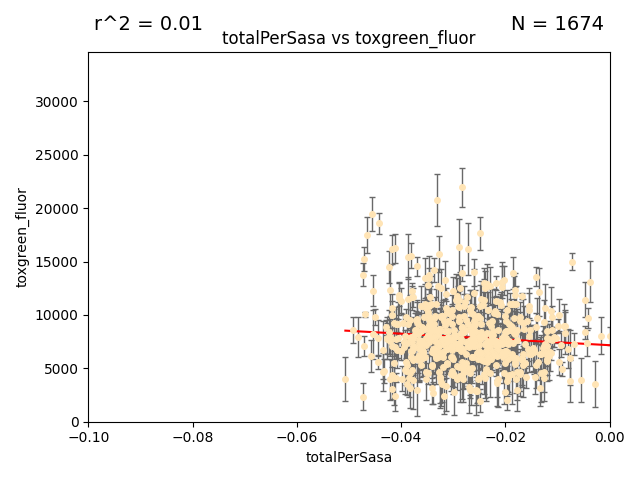 r^2 = 0.01
N = 1674
totalPerSasa vs toxgreen_fluor
toxgreen_fluor
30000
25000
20000
15000
10000
5000
0
−0.10
−0.08
−0.06
−0.04
−0.02
0.00
totalPerSasa